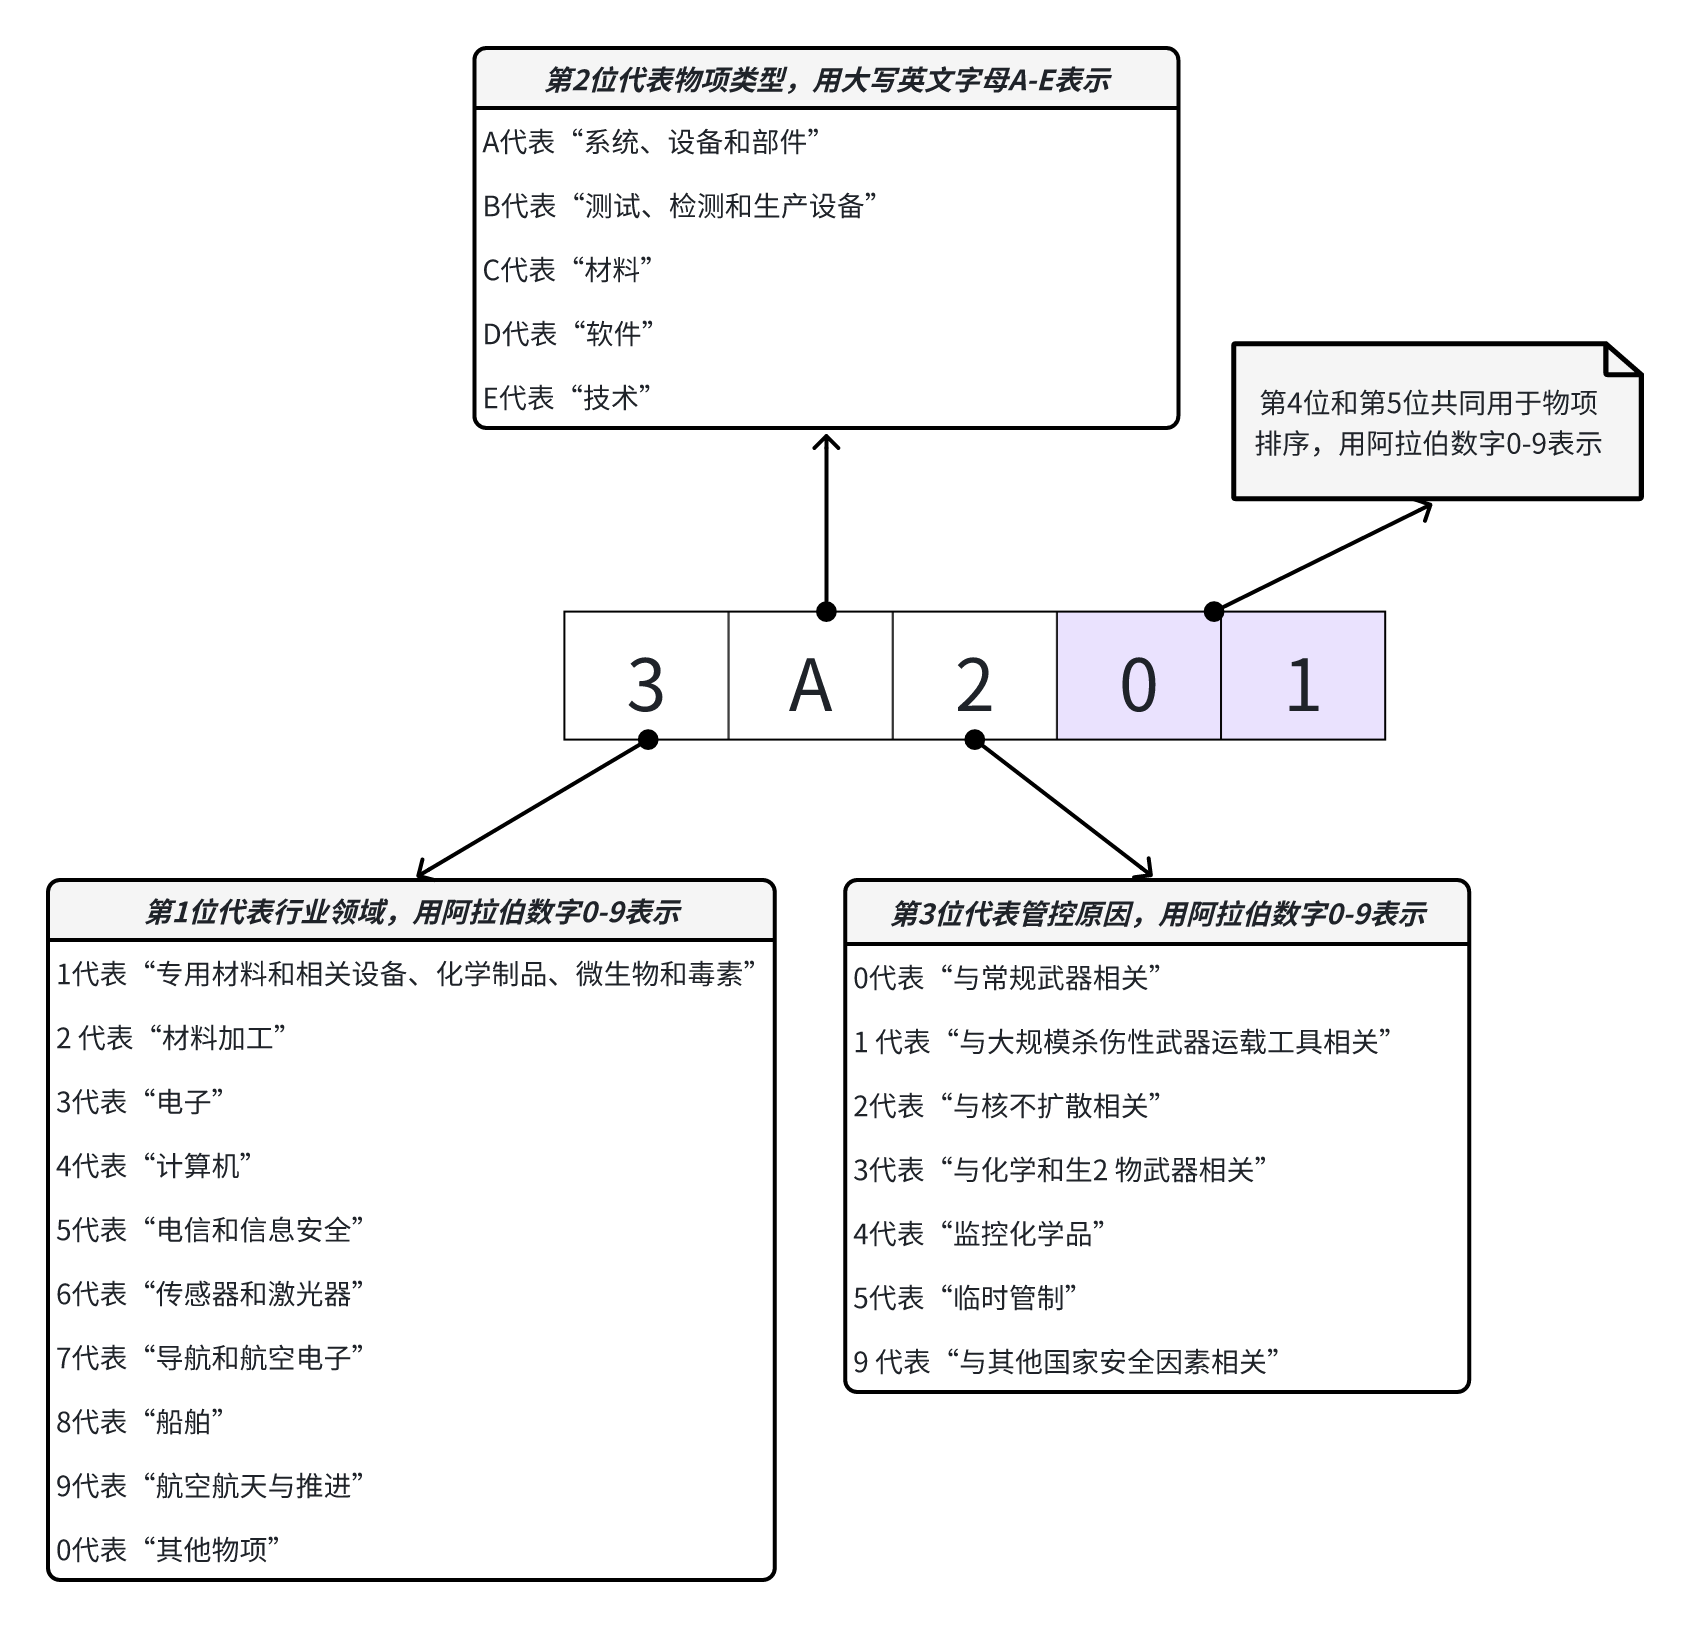 第2位代表物项类型，用大写英文字母A-E表示
A代表“系统、设备和部件”
B代表“测试、检测和生产设备”
C代表“材料”
D代表“软件”
E代表“技术”
第4位和第5位共同用于物项
排序，用阿拉伯数字0-9表示
3 A 2 0 1
第1位代表行业领域，用阿拉伯数字0-9表示
1代表“专用材料和相关设备、化学制品、微生物和毒素”
2 代表“材料加工”
3代表“电子”
4代表“计算机”
5代表“电信和信息安全”
6代表“传感器和激光器”
7代表“导航和航空电子”
8代表“船舶”
9代表“航空航天与推进”
0代表“其他物项”
第3位代表管控原因，用阿拉伯数字0-9表示
0代表“与常规武器相关”
1 代表“与大规模杀伤性武器运载工具相关”
2代表“与核不扩散相关”
3代表“与化学和生2 物武器相关”
4代表“监控化学品”
5代表“临时管制”
9 代表“与其他国家安全因素相关”